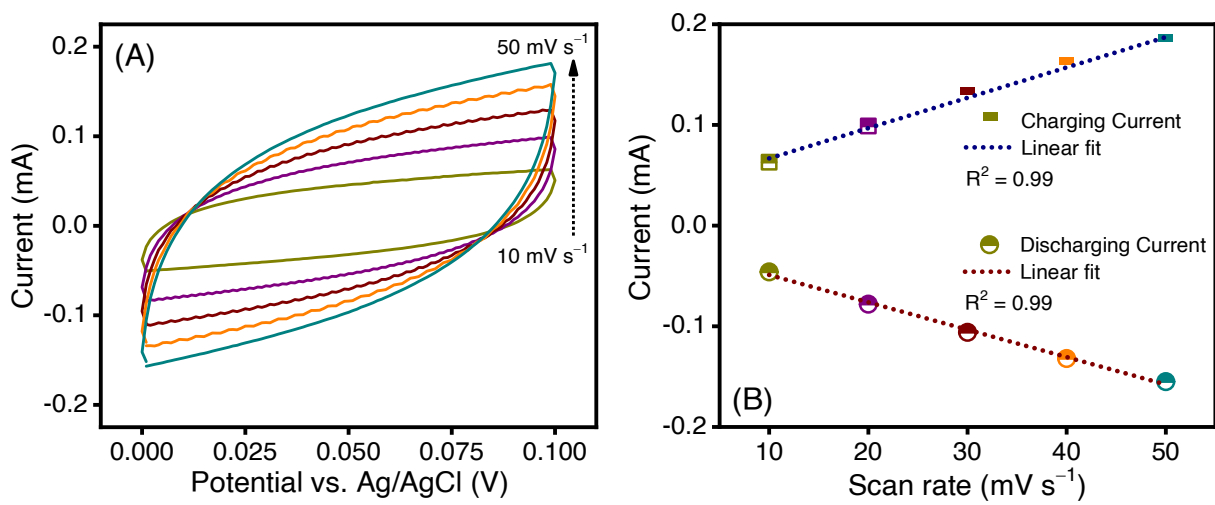 (A)
50 mV s⁻¹
10 mV s⁻¹
0.2
0.1
0.0
-0.1
-0.2
Current (mA)
0.000
0.025
0.050
0.075
0.100
Potential vs. Ag/AgCl (V)
0.2
0.1
0.0
-0.1
-0.2
Current (mA)
Charging Current
Linear fit
R² = 0.99
Discharging Current
Linear fit
R² = 0.99
(B)
10
20
30
40
50
Scan rate (mV s⁻¹)